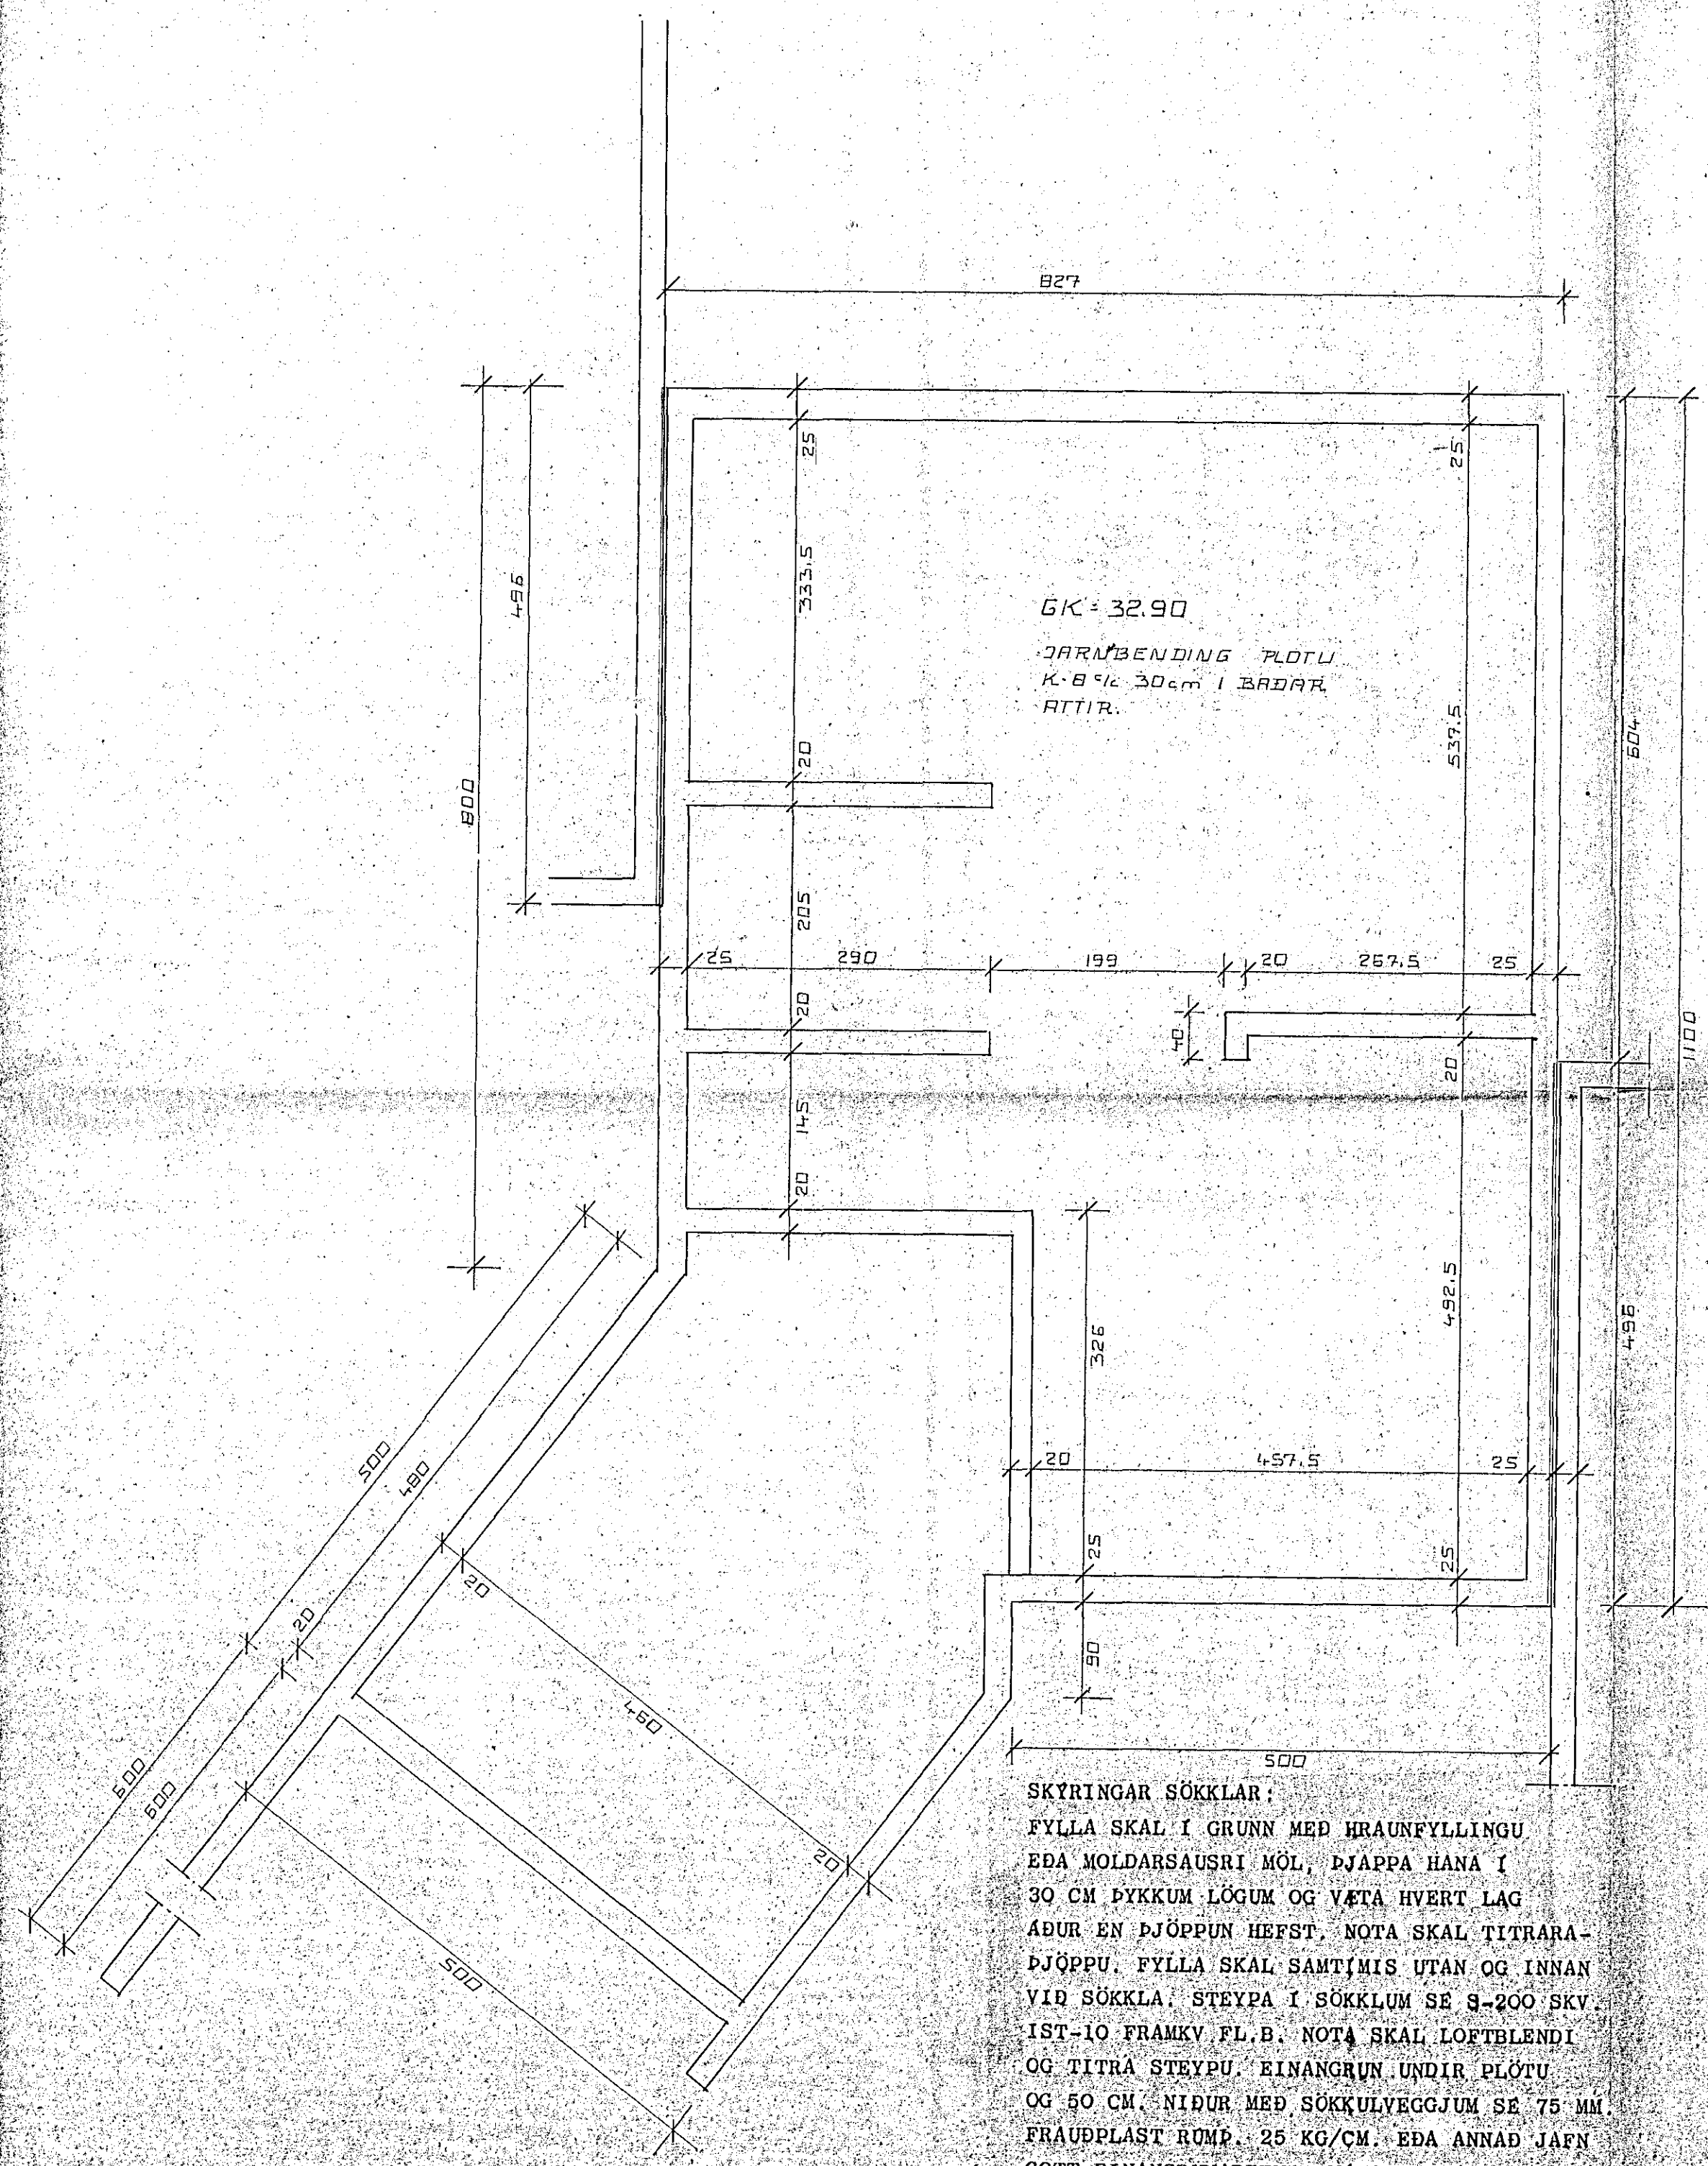 827
25
25
333.5
496
GK = 32.90
JARNBENDING PLOTU
K-8 c/c 30cm I BAÐAR
ATTIR.
537.5
604
20
800
205
25 290 199 20 267.5 25
20
40
20
1100
145
20
326
492.5
496
500
480
20 457.5 25
25
25
20
20
90
460
500
600
600
20
500
SKÝRINGAR SÖKKLAR:
FYLLA SKAL Í GRUNN MEÐ HRAUNFYLLINGU
EÐA MOLDARSAUSRI MÖL, ÞJAPPA HANA Í
30 CM ÞYKKUM LÖGUM OG VÆTA HVERT LAG
ÁÐUR EN ÞJÖPPUN HEFST. NOTA SKAL TITRARA-
ÞJÖPPU. FYLLA SKAL SAMTÍMIS UTAN OG INNAN
VIÐ SÖKKLA. STEYPA Í SÖKKLUM SÉ S-200 SKV.
IST-10 FRAMKV FL.B. NOTA SKAL LOFTBLENDI
OG TITRA STEYPU. EINANGRUN UNDIR PLÖTU
OG 50 CM. NIÐUR MEÐ SÖKKULVEGGJUM SÉ 75 MM.
FRAUÐPLAST RÚMÞ. 25 KG/CM. EÐA ANNAÐ JAFN